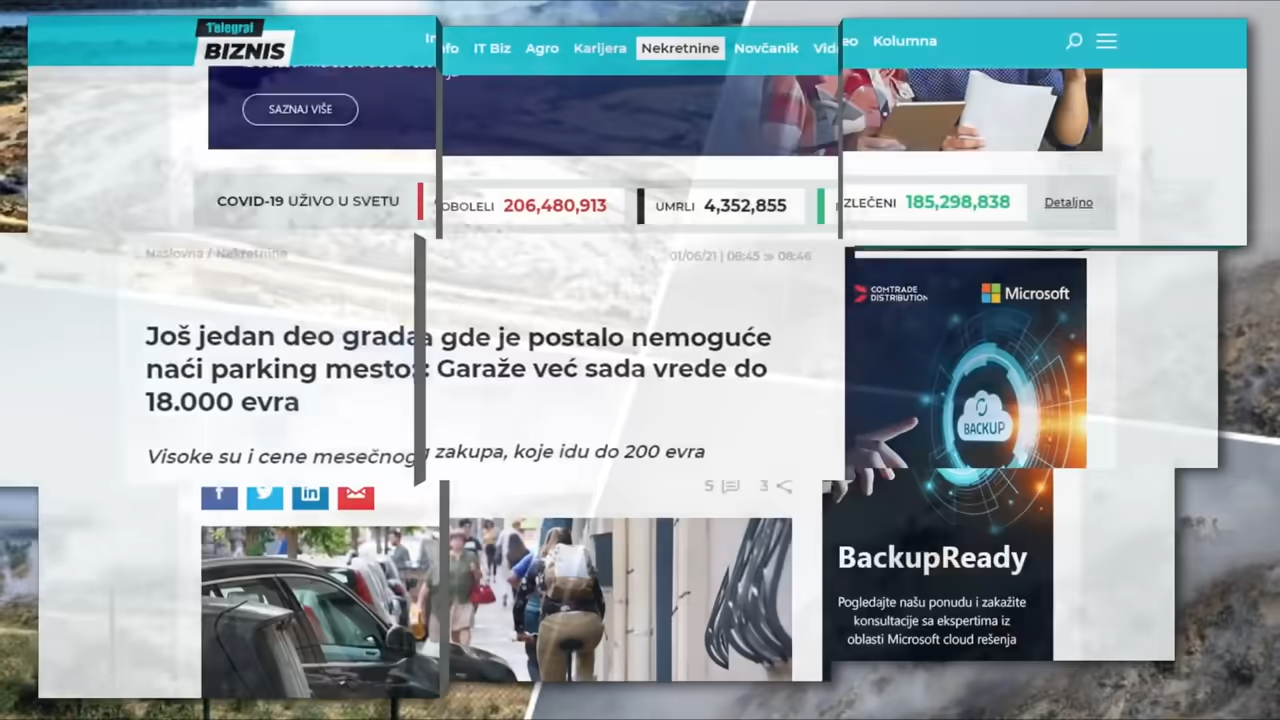 Telegraf
BIZNIS
Info IT Biz Agro Karijera Nekretnine Novčanik Video Kolumna
SAZNAJ VIŠE
COVID-19 UŽIVO U SVETU
OBOLELI 206,480,913
UMRLI 4,352,855
IZLEČENI 185,298,838
Detaljno
Naslovna / Nekretnine
01/06/21 | 08:45 » 08:46
Još jedan deo grada gde je postalo nemoguće
naći parking mesto: Garaže već sada vrede do
18.000 evra
Visoke su i cene mesečnog zakupa, koje idu do 200 evra
5
3
COMTRADE
DISTRIBUTION
Microsoft
BACKUP
BackupReady
Pogledajte našu ponudu i zakažite
konsultacije sa ekspertima iz
oblasti Microsoft cloud rešenja